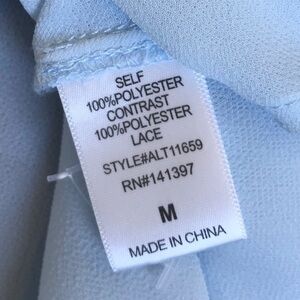 SELF
100%POLYESTER
CONTRAST
100%POLYESTER
LACE
STYLE#ALT11659
RN#141397
M
MADE IN CHINA